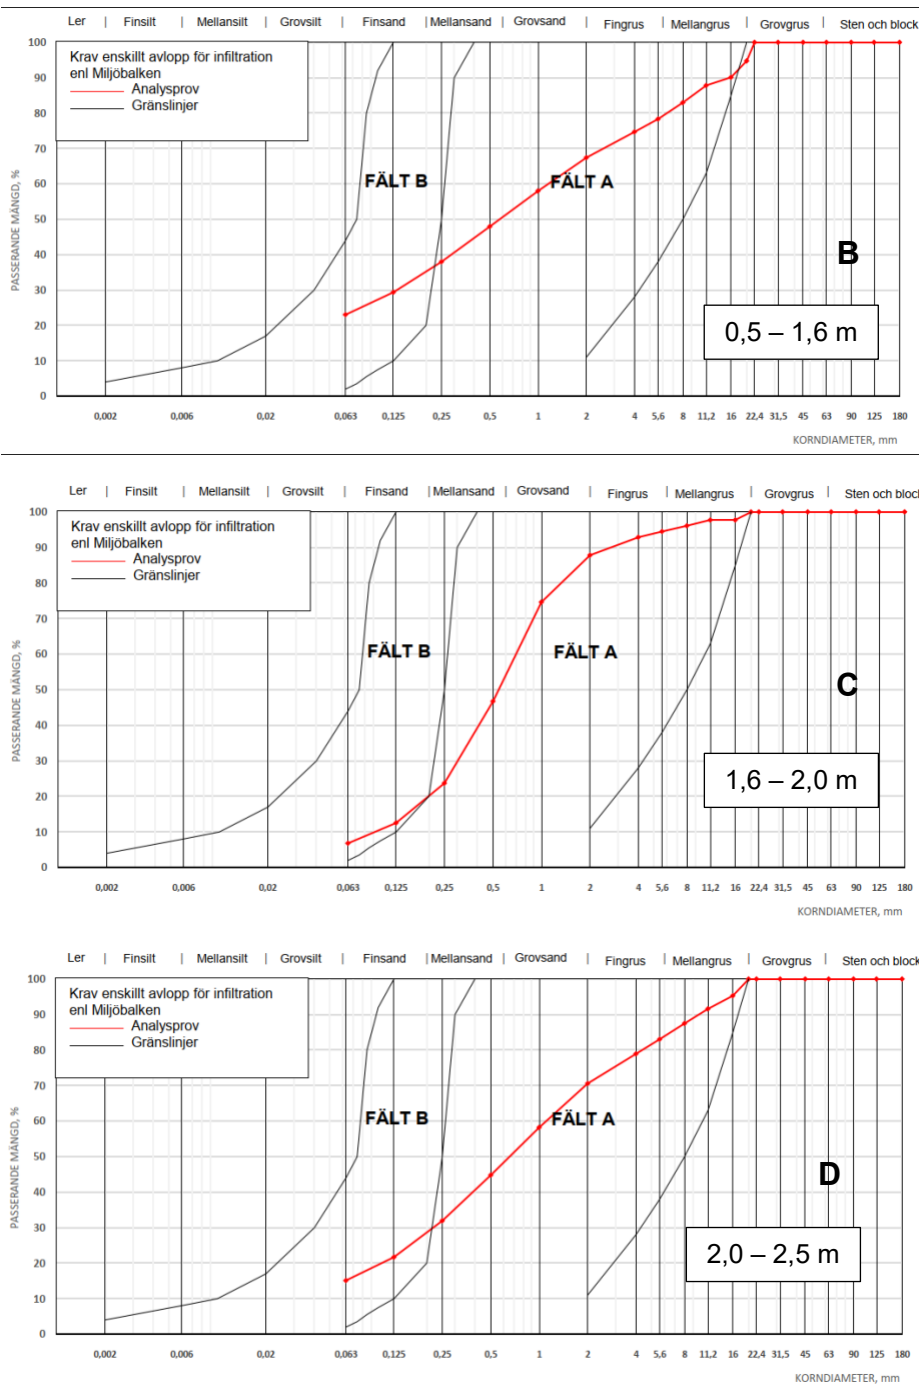 Ler | Finsilt | Mellansilt | Grovsilt | Finsand | Mellansand | Grovsand | Fingrus | Mellangrus | Grovgrus | Sten och block
Krav enskillt avlopp för infiltration
enl Miljöbalken
Analysprov
Gränslinjer
PASSERANDE MÄNGD, %
100
90
80
70
60
50
40
30
20
10
0
FÄLT B
FÄLT A
B
0,5 – 1,6 m
0,002 0,006 0,02 0,063 0,125 0,25 0,5 1 2 4 5,6 8 11,2 16 22,4 31,5 45 63 90 125 180
KORNDIAMETER, mm
Ler | Finsilt | Mellansilt | Grovsilt | Finsand | Mellansand | Grovsand | Fingrus | Mellangrus | Grovgrus | Sten och block
Krav enskillt avlopp för infiltration
enl Miljöbalken
Analysprov
Gränslinjer
PASSERANDE MÄNGD, %
100
90
80
70
60
50
40
30
20
10
0
FÄLT B
FÄLT A
C
1,6 – 2,0 m
0,002 0,006 0,02 0,063 0,125 0,25 0,5 1 2 4 5,6 8 11,2 16 22,4 31,5 45 63 90 125 180
KORNDIAMETER, mm
Ler | Finsilt | Mellansilt | Grovsilt | Finsand | Mellansand | Grovsand | Fingrus | Mellangrus | Grovgrus | Sten och block
Krav enskillt avlopp för infiltration
enl Miljöbalken
Analysprov
Gränslinjer
PASSERANDE MÄNGD, %
100
90
80
70
60
50
40
30
20
10
0
FÄLT B
FÄLT A
D
2,0 – 2,5 m
0,002 0,006 0,02 0,063 0,125 0,25 0,5 1 2 4 5,6 8 11,2 16 22,4 31,5 45 63 90 125 180
KORNDIAMETER, mm